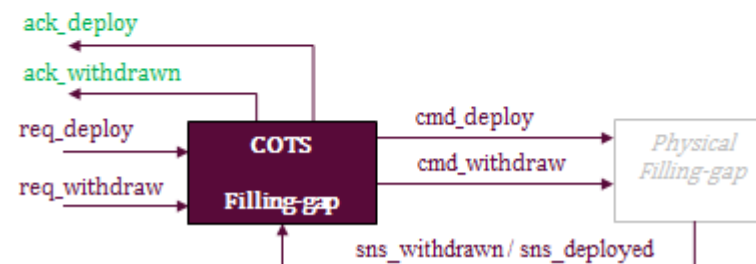 ack_deploy
ack_withdrawn
req_deploy
req_withdraw
COTS
Filling-gap
cmd_deploy
cmd_withdraw
Physical
Filling-gap
sns_withdrawn / sns_deployed